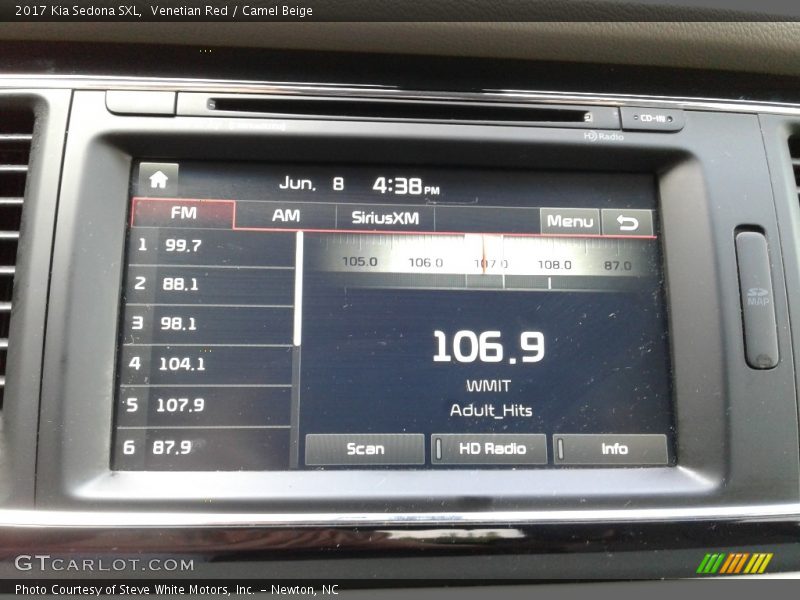 2017 Kia Sedona SXL,  Venetian Red / Camel Beige
CD-IN
HD Radio
Jun. 8 4:38 PM
FM AM SiriusXM Menu
1 99.7
2 88.1
3 98.1
4 104.1
5 107.9
6 87.9
105.0 106.0 107.0 108.0 87.0
106.9
WMIT
Adult_Hits
Scan HD Radio Info
SD
MAP
GTCARLOT.COM
Photo Courtesy of Steve White Motors, Inc. – Newton, NC